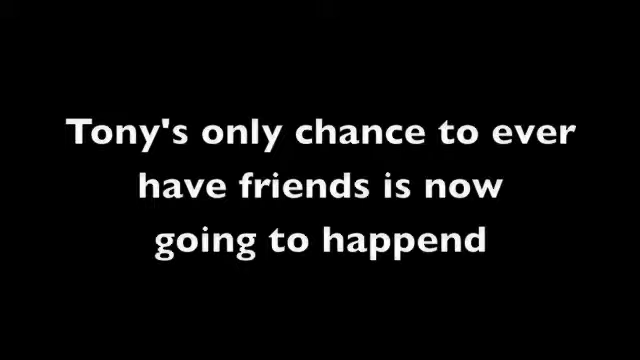 Tony's only chance to ever
have friends is now
going to happend